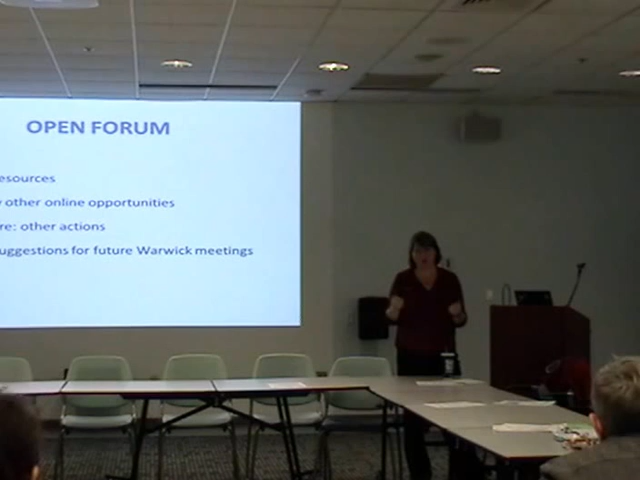 OPEN FORUM
esources
other online opportunities
re: other actions
uggestions for future Warwick meetings